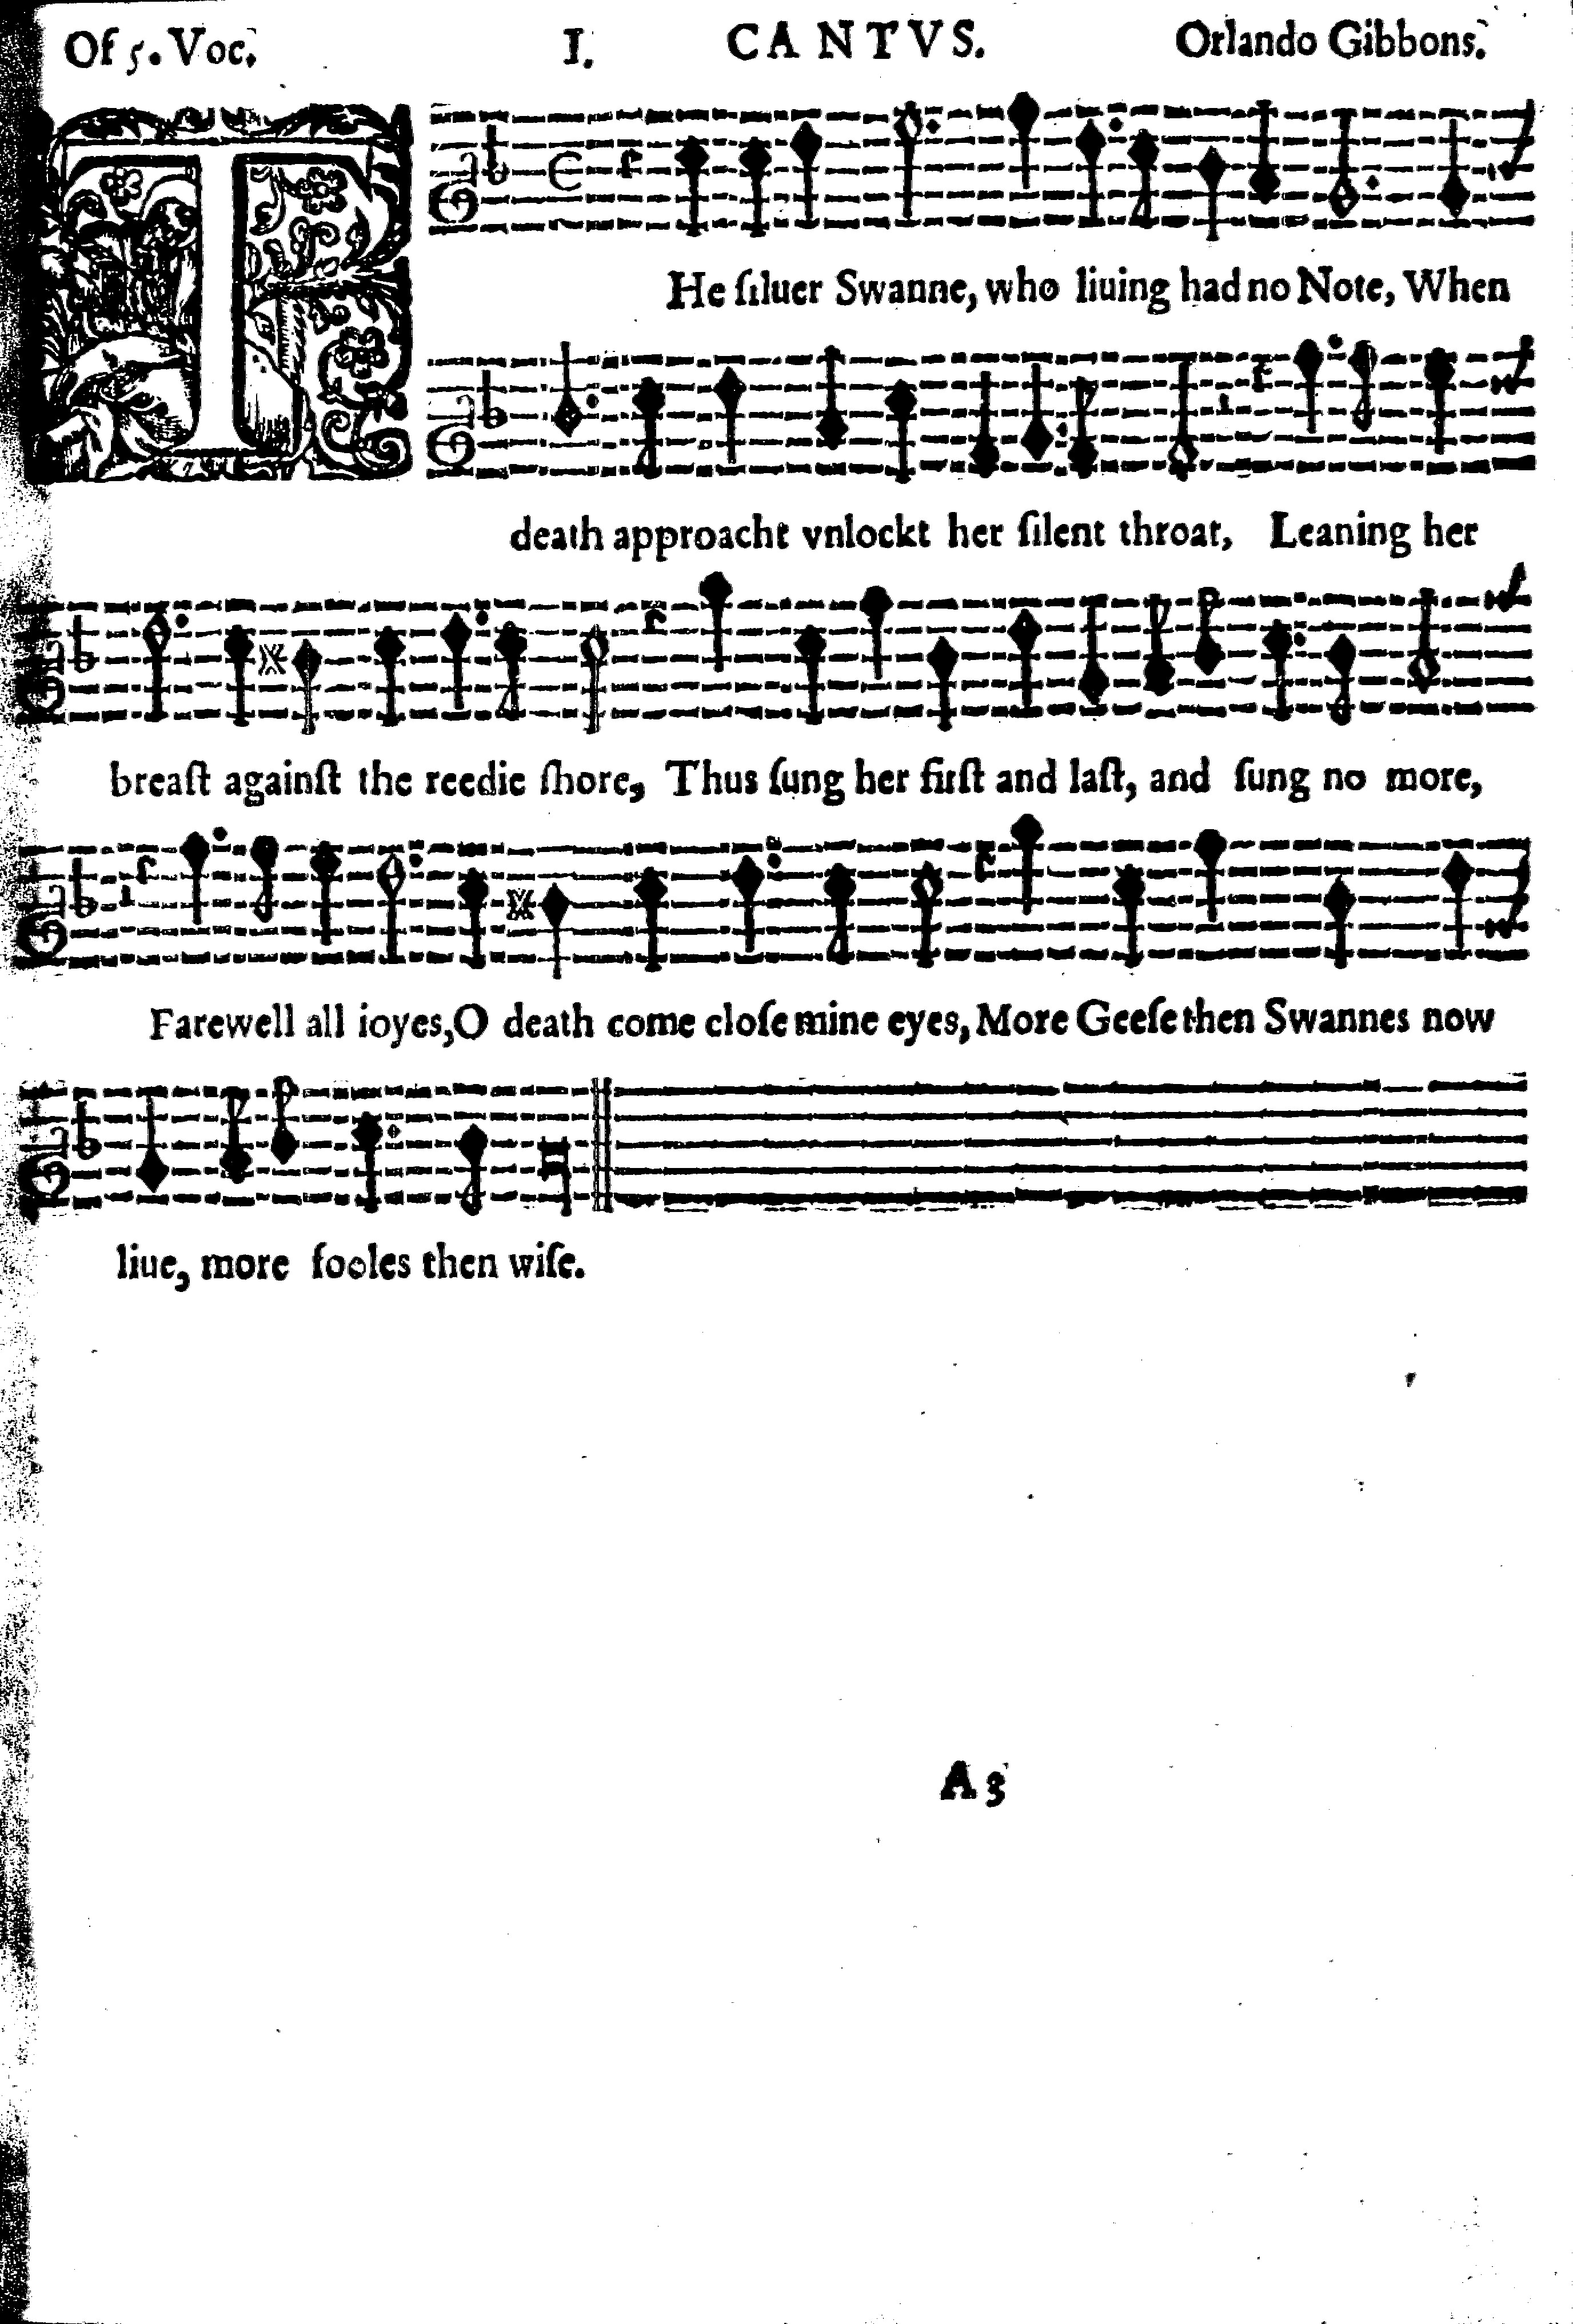 Of 5. Voc. I. CANTVS. Orlando Gibbons.
THe ſiluer Swanne, who liuing had no Note, When
death approacht vnlockt her ſilent throat, Leaning her
breaſt againſt the reedie ſhore, Thus ſung her firſt and laſt, and ſung no more,
Farewell all ioyes, O death come cloſe mine eyes, More Geeſe then Swannes now
liue, more fooles then wiſe.
A 3